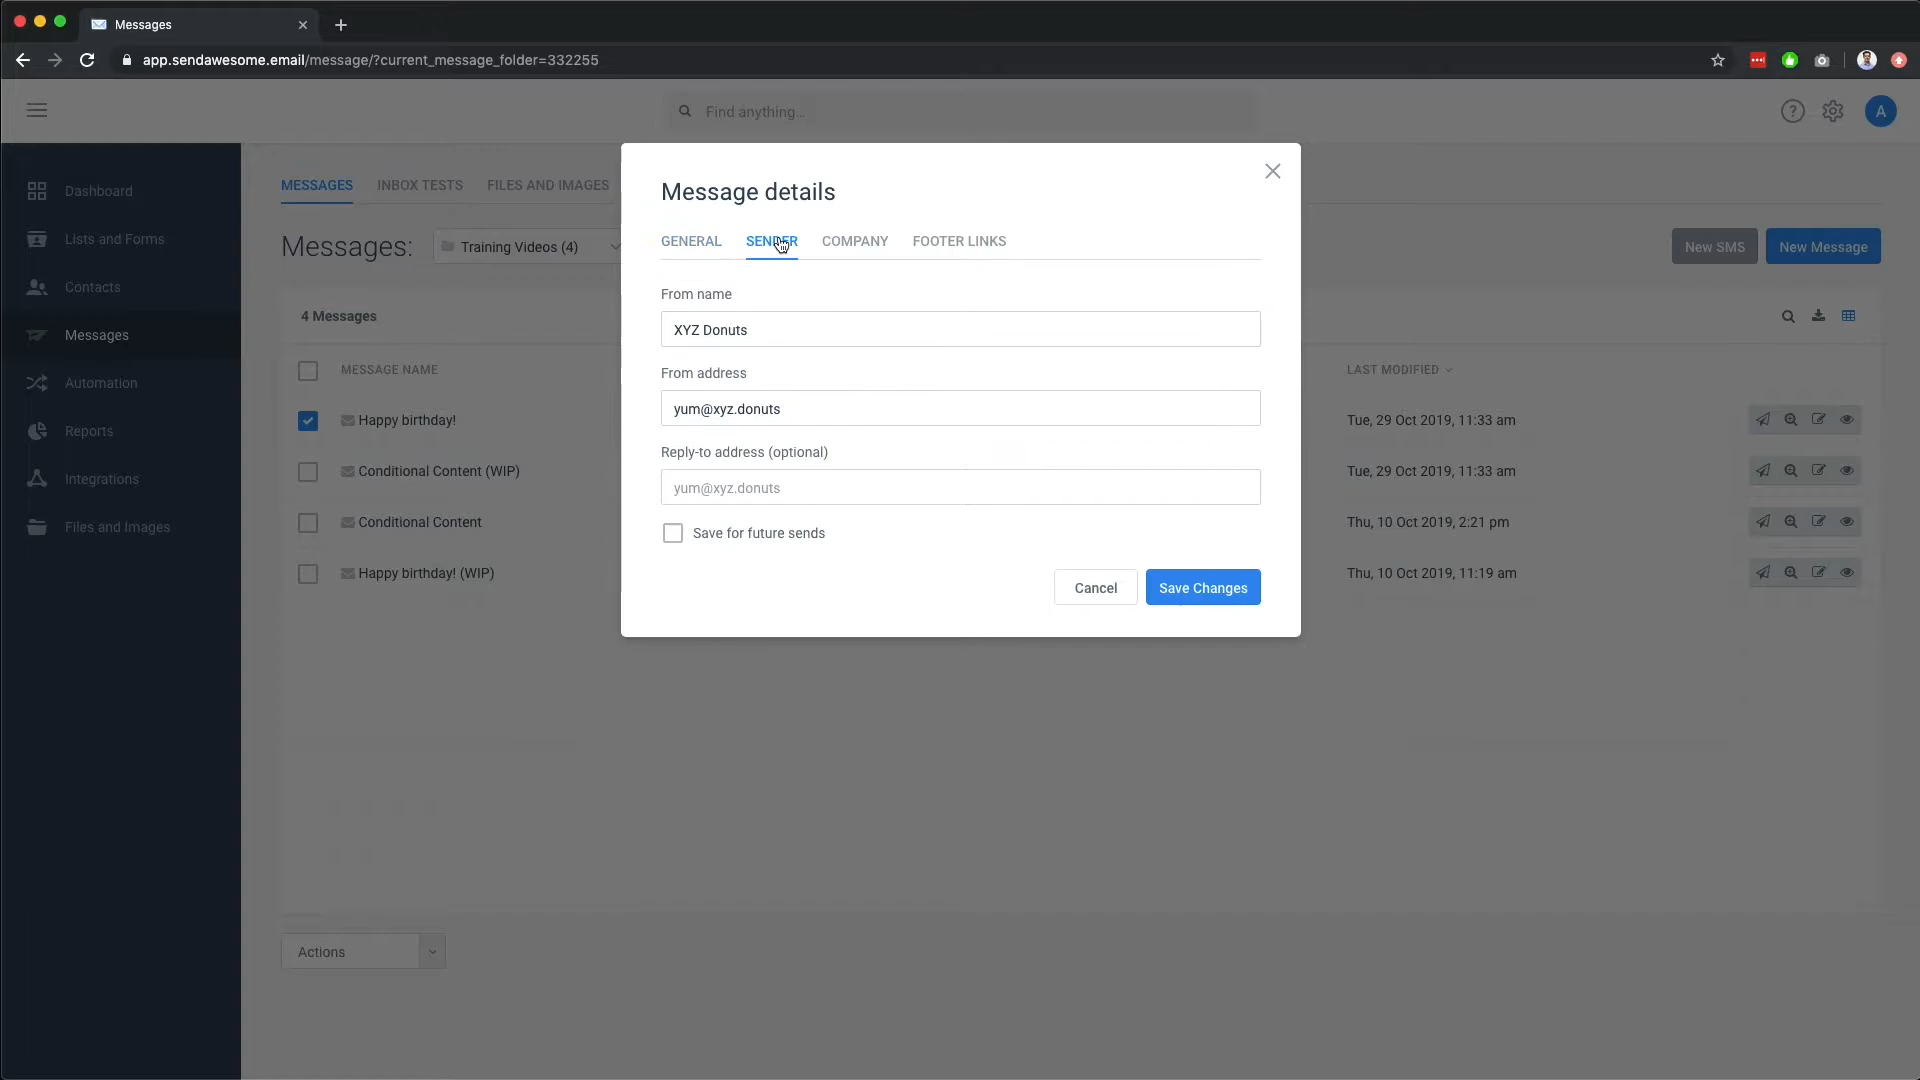 Messages
app.sendawesome.email/message/?current_message_folder=332255
Find anything...
?
A
Dashboard
Lists and Forms
Contacts
Messages
Automation
Reports
Integrations
Files and Images
MESSAGES INBOX TESTS FILES AND IMAGES
Messages: Training Videos (4)
New SMS New Message
4 Messages
MESSAGE NAME
LAST MODIFIED
Happy birthday!
Tue, 29 Oct 2019, 11:33 am
Conditional Content (WIP)
Tue, 29 Oct 2019, 11:33 am
Conditional Content
Thu, 10 Oct 2019, 2:21 pm
Happy birthday! (WIP)
Thu, 10 Oct 2019, 11:19 am
Actions
Message details
GENERAL SENDER COMPANY FOOTER LINKS
From name
XYZ Donuts
From address
yum@xyz.donuts
Reply-to address (optional)
yum@xyz.donuts
Save for future sends
Cancel Save Changes